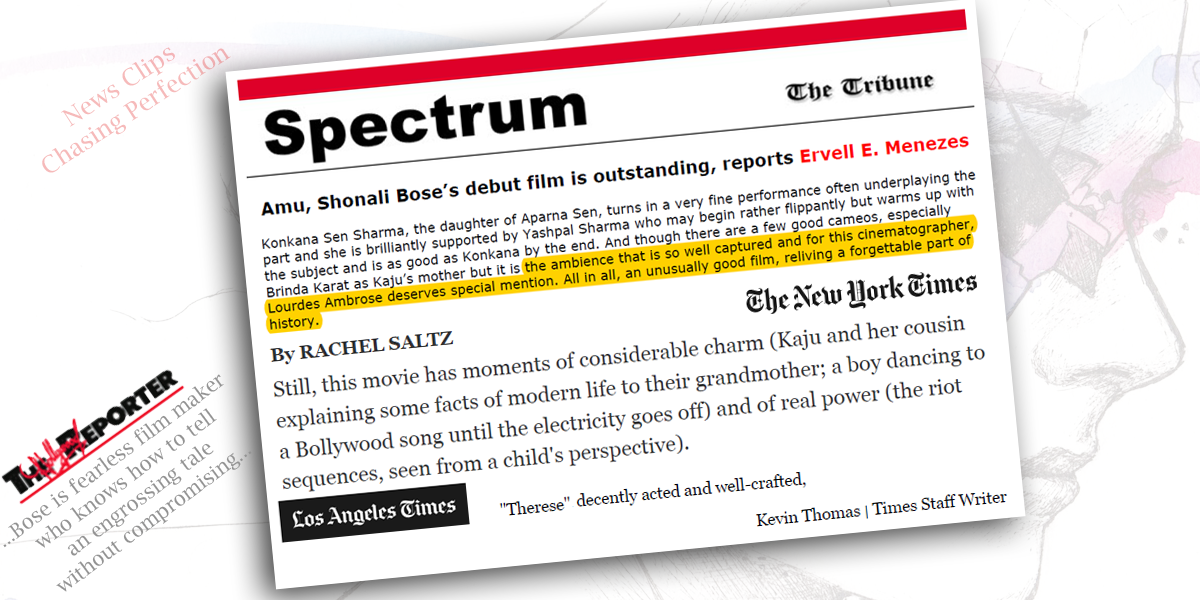 News Clips
Chasing Perfection
Spectrum
The Tribune
Amu, Shonali Bose’s debut film is outstanding, reports Ervell E. Menezes
Konkana Sen Sharma, the daughter of Aparna Sen, turns in a very fine performance often underplaying the
part and she is brilliantly supported by Yashpal Sharma who may begin rather flippantly but warms up with
the subject and is as good as Konkana by the end. And though there are a few good cameos, especially
Brinda Karat as Kaju’s mother but it is the ambience that is so well captured and for this cinematographer,
Lourdes Ambrose deserves special mention. All in all, an unusually good film, reliving a forgettable part of
history.
The New York Times
By RACHEL SALTZ
Still, this movie has moments of considerable charm (Kaju and her cousin
explaining some facts of modern life to their grandmother; a boy dancing to
a Bollywood song until the electricity goes off) and of real power (the riot
sequences, seen from a child's perspective).
Los Angeles Times
"Therese" decently acted and well-crafted,
Kevin Thomas | Times Staff Writer
The REPORTER
...Bose is fearless film maker
who knows how to tell
an engrossing tale
without compromising...